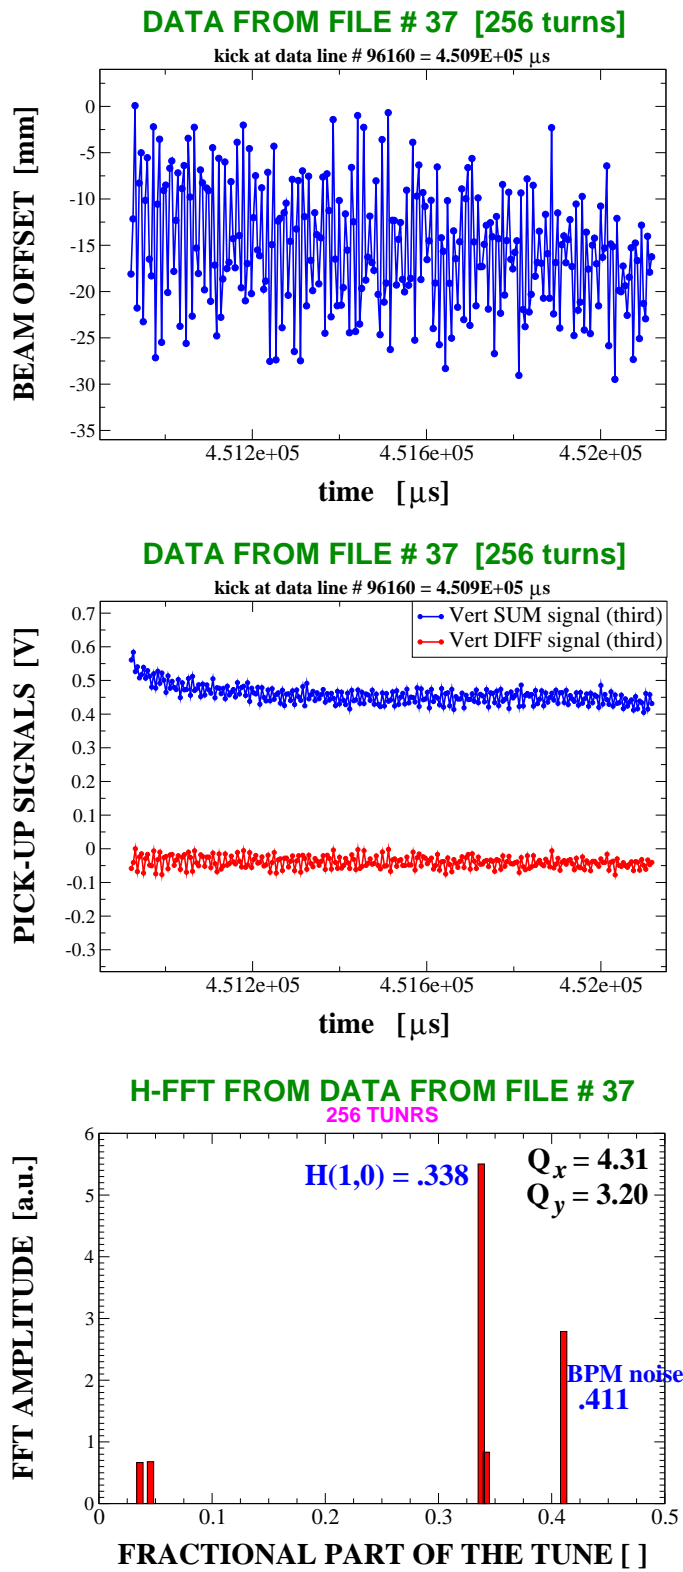 DATA FROM FILE # 37 [256 turns]
kick at data line # 96160 = 4.509E+05 μs
0
-5
-10
-15
-20
-25
-30
-35
BEAM OFFSET [mm]
4.512e+05 4.516e+05 4.52e+05
time [μs]
DATA FROM FILE # 37 [256 turns]
kick at data line # 96160 = 4.509E+05 μs
Vert SUM signal (third)
Vert DIFF signal (third)
0.7
0.6
0.5
0.4
0.3
0.2
0.1
0
-0.1
-0.2
-0.3
PICK-UP SIGNALS [V]
4.512e+05 4.516e+05 4.52e+05
time [μs]
H-FFT FROM DATA FROM FILE # 37
256 TUNRS
6
5
4
3
2
1
0
FFT AMPLITUDE [a.u.]
H(1,0) = .338
Qx = 4.31
Qy = 3.20
BPM noise
.411
0 0.1 0.2 0.3 0.4 0.5
FRACTIONAL PART OF THE TUNE [ ]